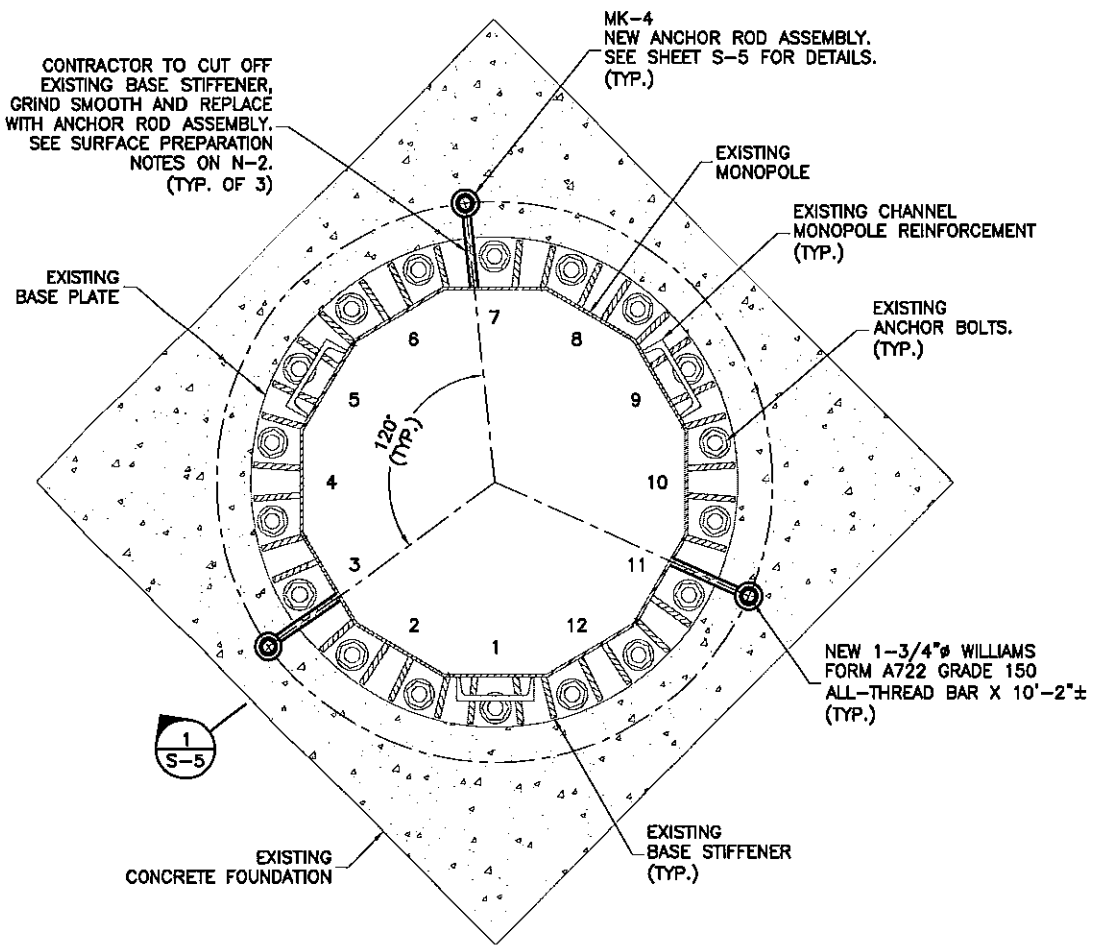 MK-4
NEW ANCHOR ROD ASSEMBLY.
SEE SHEET S-5 FOR DETAILS.
(TYP.)
CONTRACTOR TO CUT OFF
EXISTING BASE STIFFENER,
GRIND SMOOTH AND REPLACE
WITH ANCHOR ROD ASSEMBLY.
SEE SURFACE PREPARATION
NOTES ON N-2.
(TYP. OF 3)
EXISTING
MONOPOLE
EXISTING CHANNEL
MONOPOLE REINFORCEMENT
(TYP.)
EXISTING
BASE PLATE
EXISTING
ANCHOR BOLTS.
(TYP.)
7
6
8
5
9
120°
(TYP.)
4
10
3
11
2
12
1
NEW 1-3/4"ø WILLIAMS
FORM A722 GRADE 150
ALL-THREAD BAR X 10'-2"±
(TYP.)
1
S-5
EXISTING
BASE STIFFENER
(TYP.)
EXISTING
CONCRETE FOUNDATION